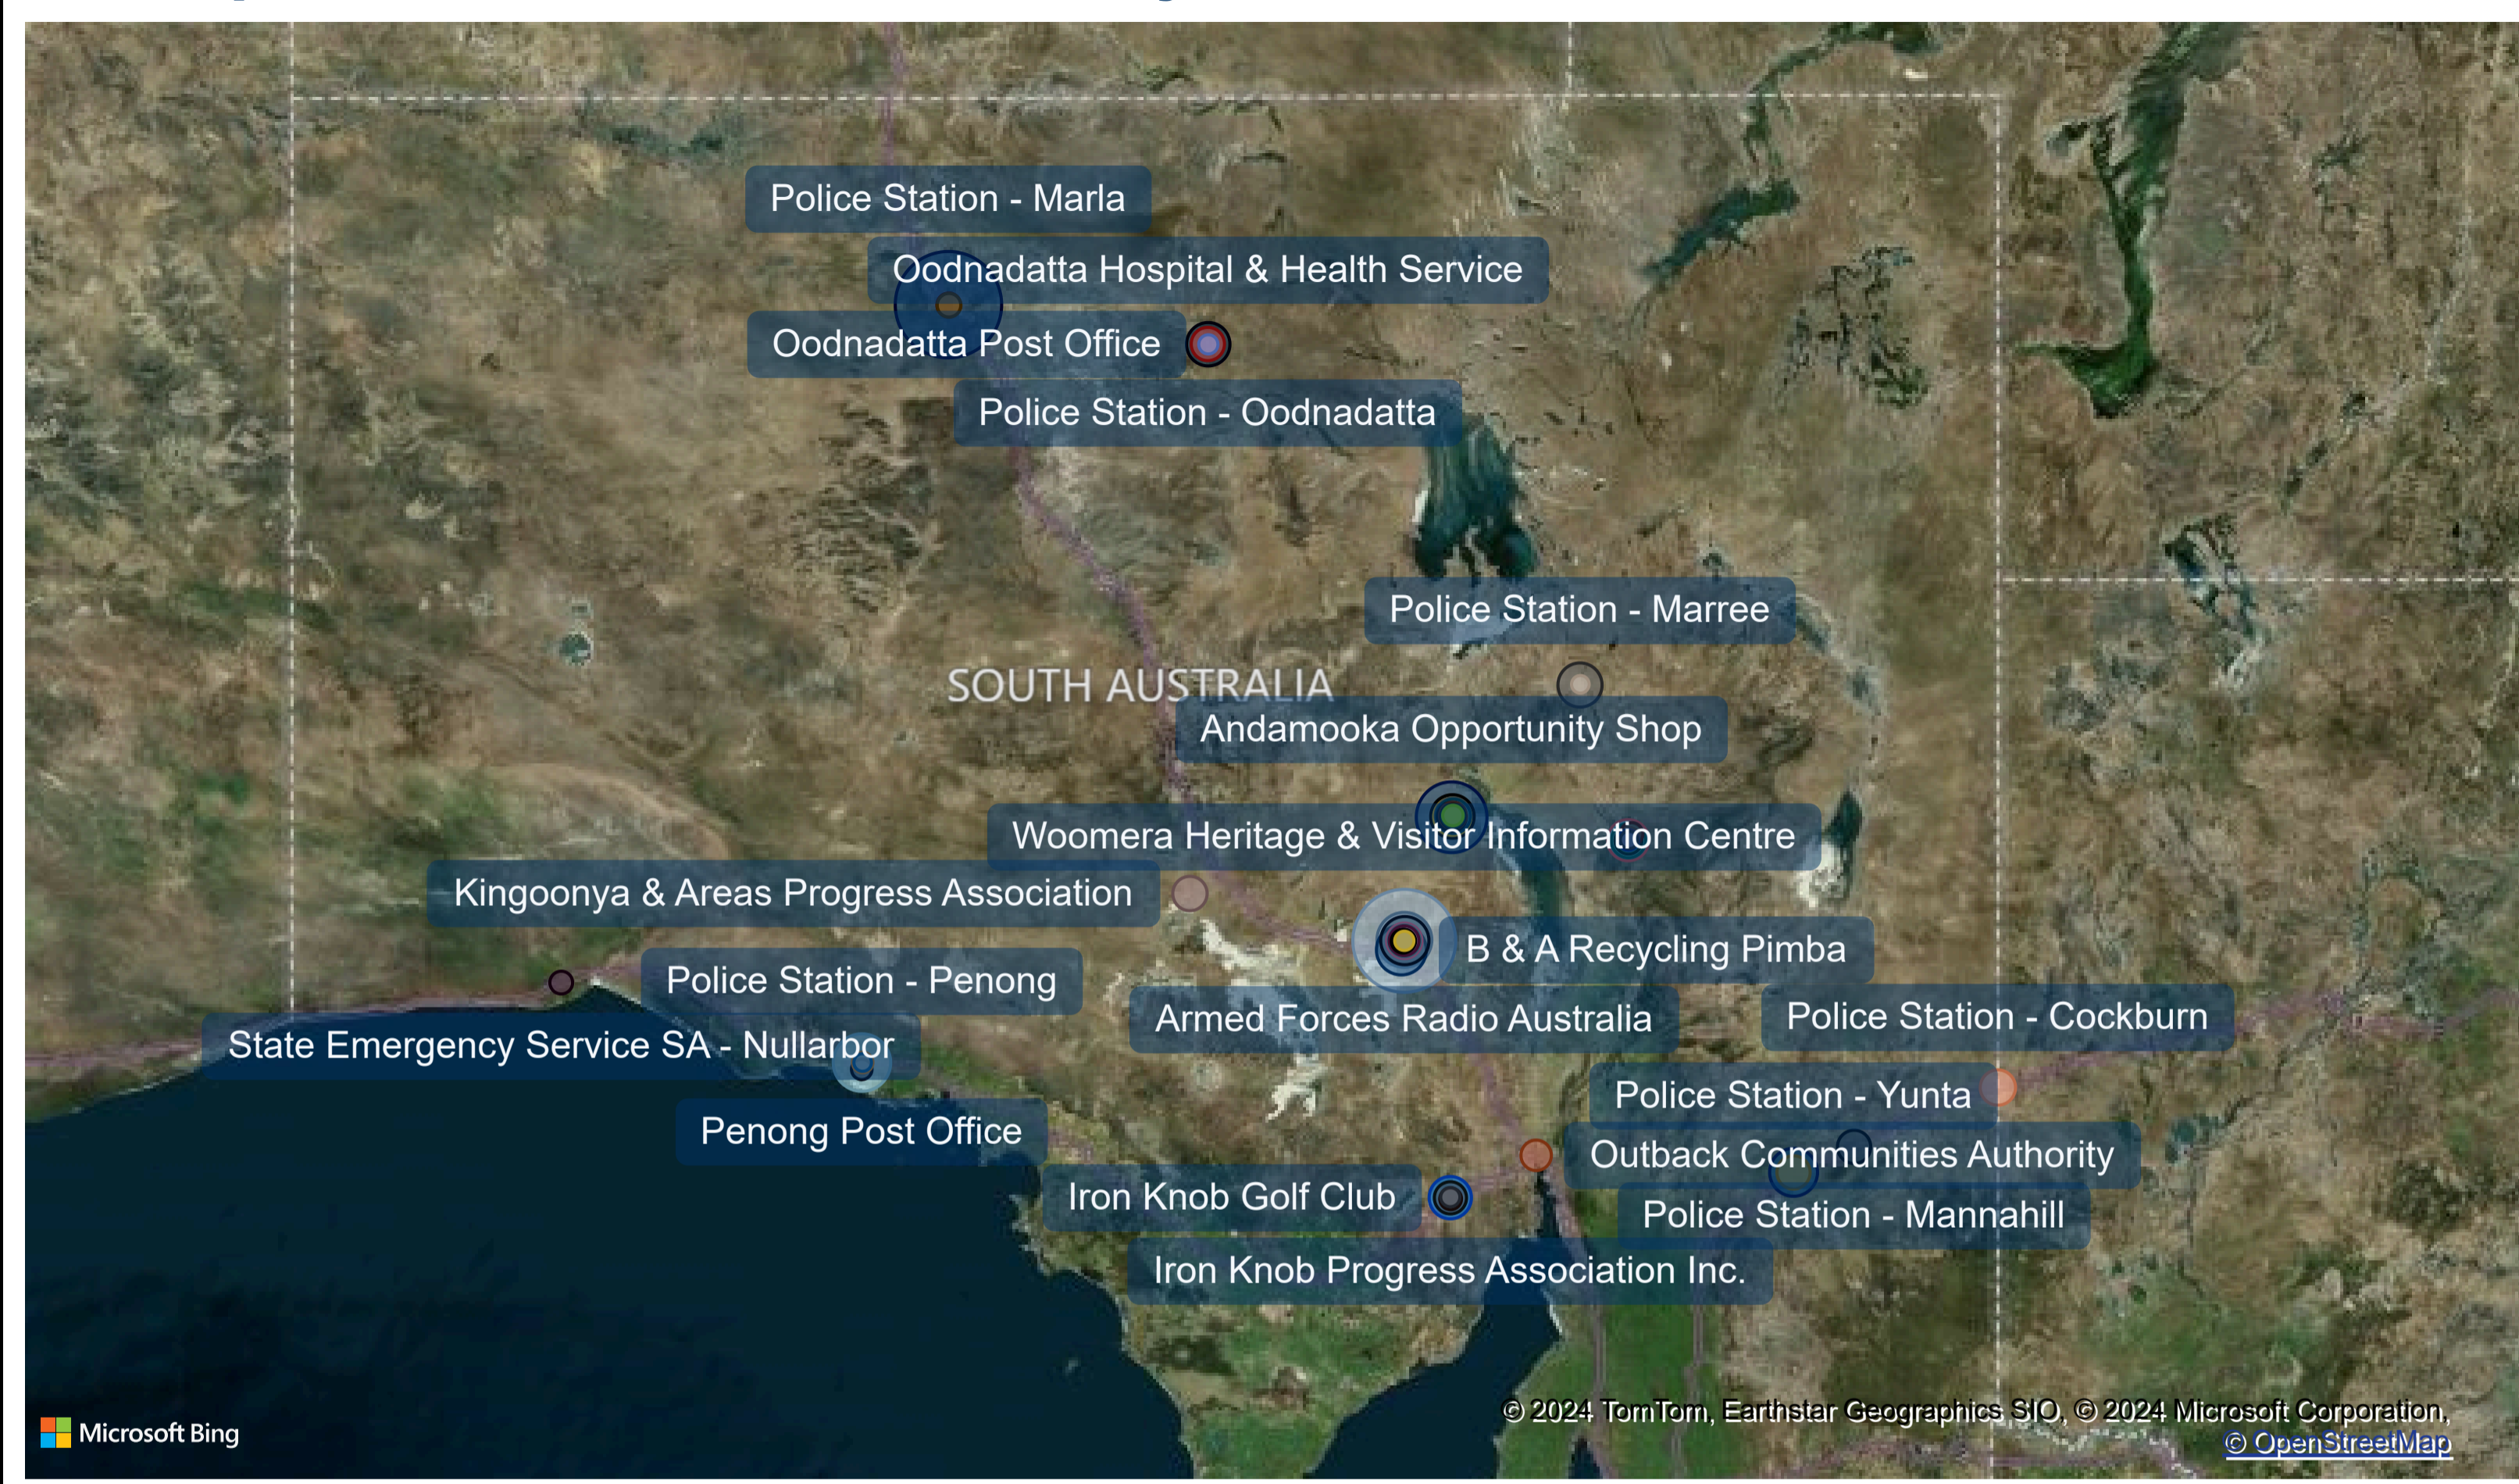 Police Station - Marla
Oodnadatta Hospital & Health Service
Oodnadatta Post Office
Police Station - Oodnadatta
Police Station - Marree
SOUTH AUSTRALIA
Andamooka Opportunity Shop
Woomera Heritage & Visitor Information Centre
Kingoonya & Areas Progress Association
B & A Recycling Pimba
Police Station - Penong
Armed Forces Radio Australia
Police Station - Cockburn
State Emergency Service SA - Nullarbor
Police Station - Yunta
Penong Post Office
Outback Communities Authority
Iron Knob Golf Club
Police Station - Mannahill
Iron Knob Progress Association Inc.
© 2024 TomTom, Earthstar Geographics SIO, © 2024 Microsoft Corporation,
© OpenStreetMap
Microsoft Bing